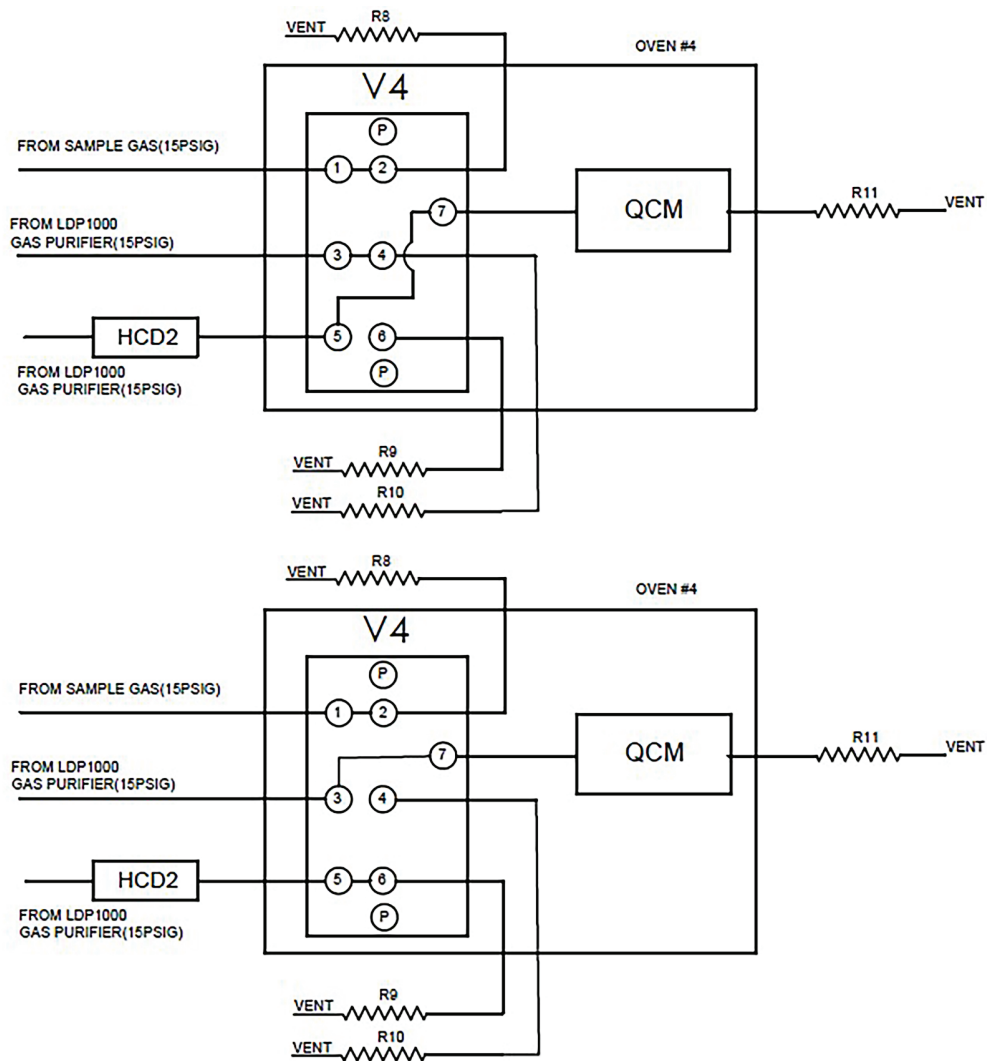 R8
VENT
OVEN #4
V4
P
FROM SAMPLE GAS(15PSIG)
1
2
R11
7
QCM
VENT
FROM LDP1000
GAS PURIFIER(15PSIG)
3
4
HCD2
5
6
FROM LDP1000
GAS PURIFIER(15PSIG)
P
R9
VENT
R10
VENT
R8
VENT
OVEN #4
V4
P
FROM SAMPLE GAS(15PSIG)
1
2
R11
7
QCM
VENT
FROM LDP1000
GAS PURIFIER(15PSIG)
3
4
HCD2
5
6
FROM LDP1000
GAS PURIFIER(15PSIG)
P
R9
VENT
R10
VENT